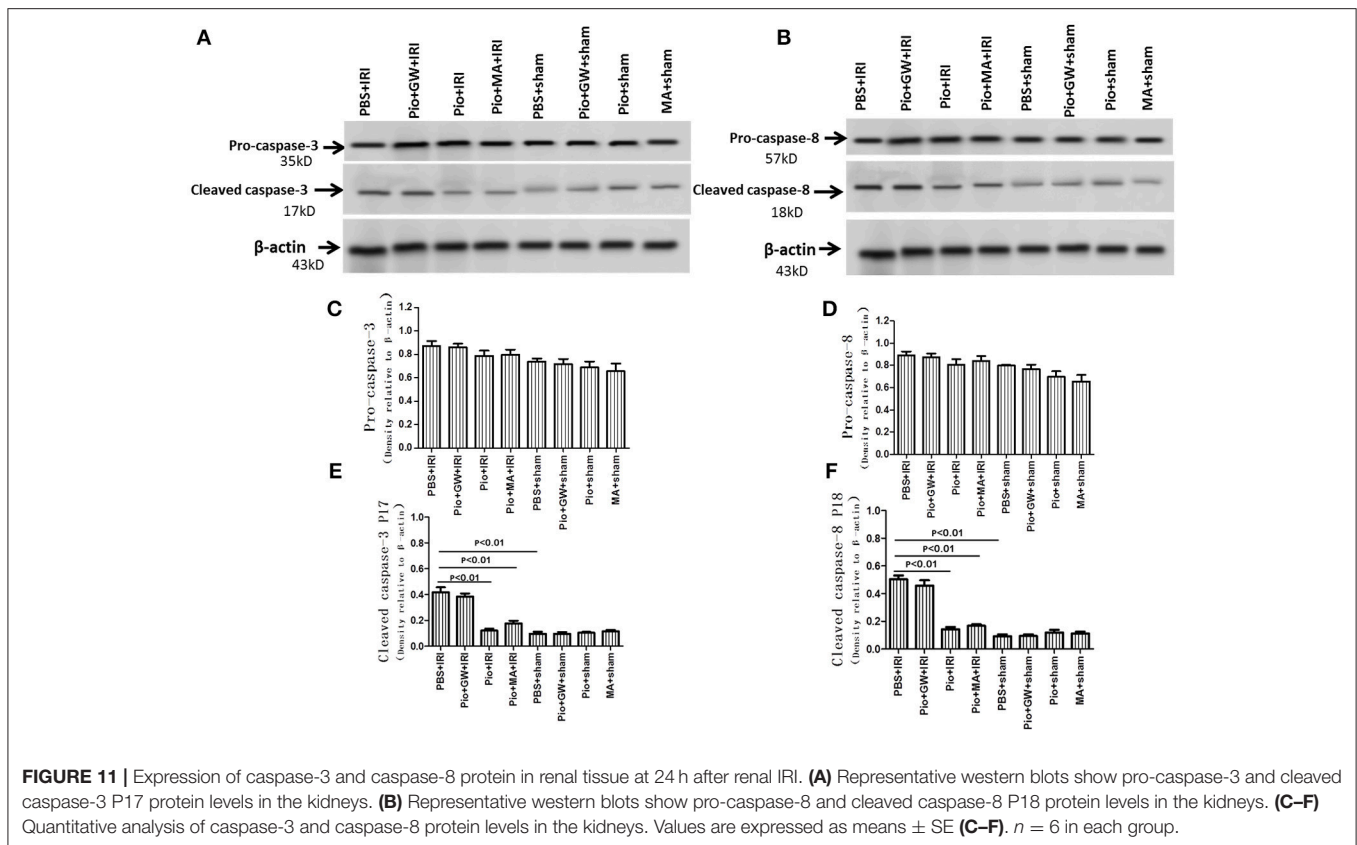 A
PBS+IRI
Pio+GW+IRI
Pio+IRI
Pio+MA+IRI
PBS+sham
Pio+GW+sham
Pio+sham
MA+sham
Pro-caspase-3
35kD
Cleaved caspase-3
17kD
β-actin
43kD
B
PBS+IRI
Pio+GW+IRI
Pio+IRI
Pio+MA+IRI
PBS+sham
Pio+GW+sham
Pio+sham
MA+sham
Pro-caspase-8
57kD
Cleaved caspase-8
18kD
β-actin
43kD
C
Pro-caspase-3
(Density relative to β-actin)
1.2
1.0
0.8
0.6
0.4
0.2
0.0
PBS+IRI
Pio+GW+IRI
Pio+IRI
Pio+MA+IRI
PBS+sham
Pio+GW+sham
Pio+sham
MA+sham
D
Pro-caspase-8
(Density relative to β-actin)
1.2
1.0
0.8
0.6
0.4
0.2
0.0
PBS+IRI
Pio+GW+IRI
Pio+IRI
Pio+MA+IRI
PBS+sham
Pio+GW+sham
Pio+sham
MA+sham
E
Cleaved caspase-3 P17
(Density relative to β-actin)
1.0
0.8
0.6
0.4
0.2
0.0
P<0.01
P<0.01
P<0.01
PBS+IRI
Pio+GW+IRI
Pio+IRI
Pio+MA+IRI
PBS+sham
Pio+GW+sham
Pio+sham
MA+sham
F
Cleaved caspase-8 P18
(Density relative to β-actin)
1.0
0.8
0.6
0.4
0.2
0.0
P<0.01
P<0.01
P<0.01
PBS+IRI
Pio+GW+IRI
Pio+IRI
Pio+MA+IRI
PBS+sham
Pio+GW+sham
Pio+sham
MA+sham
FIGURE 11 | Expression of caspase-3 and caspase-8 protein in renal tissue at 24 h after renal IRI. (A) Representative western blots show pro-caspase-3 and cleaved
caspase-3 P17 protein levels in the kidneys. (B) Representative western blots show pro-caspase-8 and cleaved caspase-8 P18 protein levels in the kidneys. (C–F)
Quantitative analysis of caspase-3 and caspase-8 protein levels in the kidneys. Values are expressed as means ± SE (C–F). n = 6 in each group.